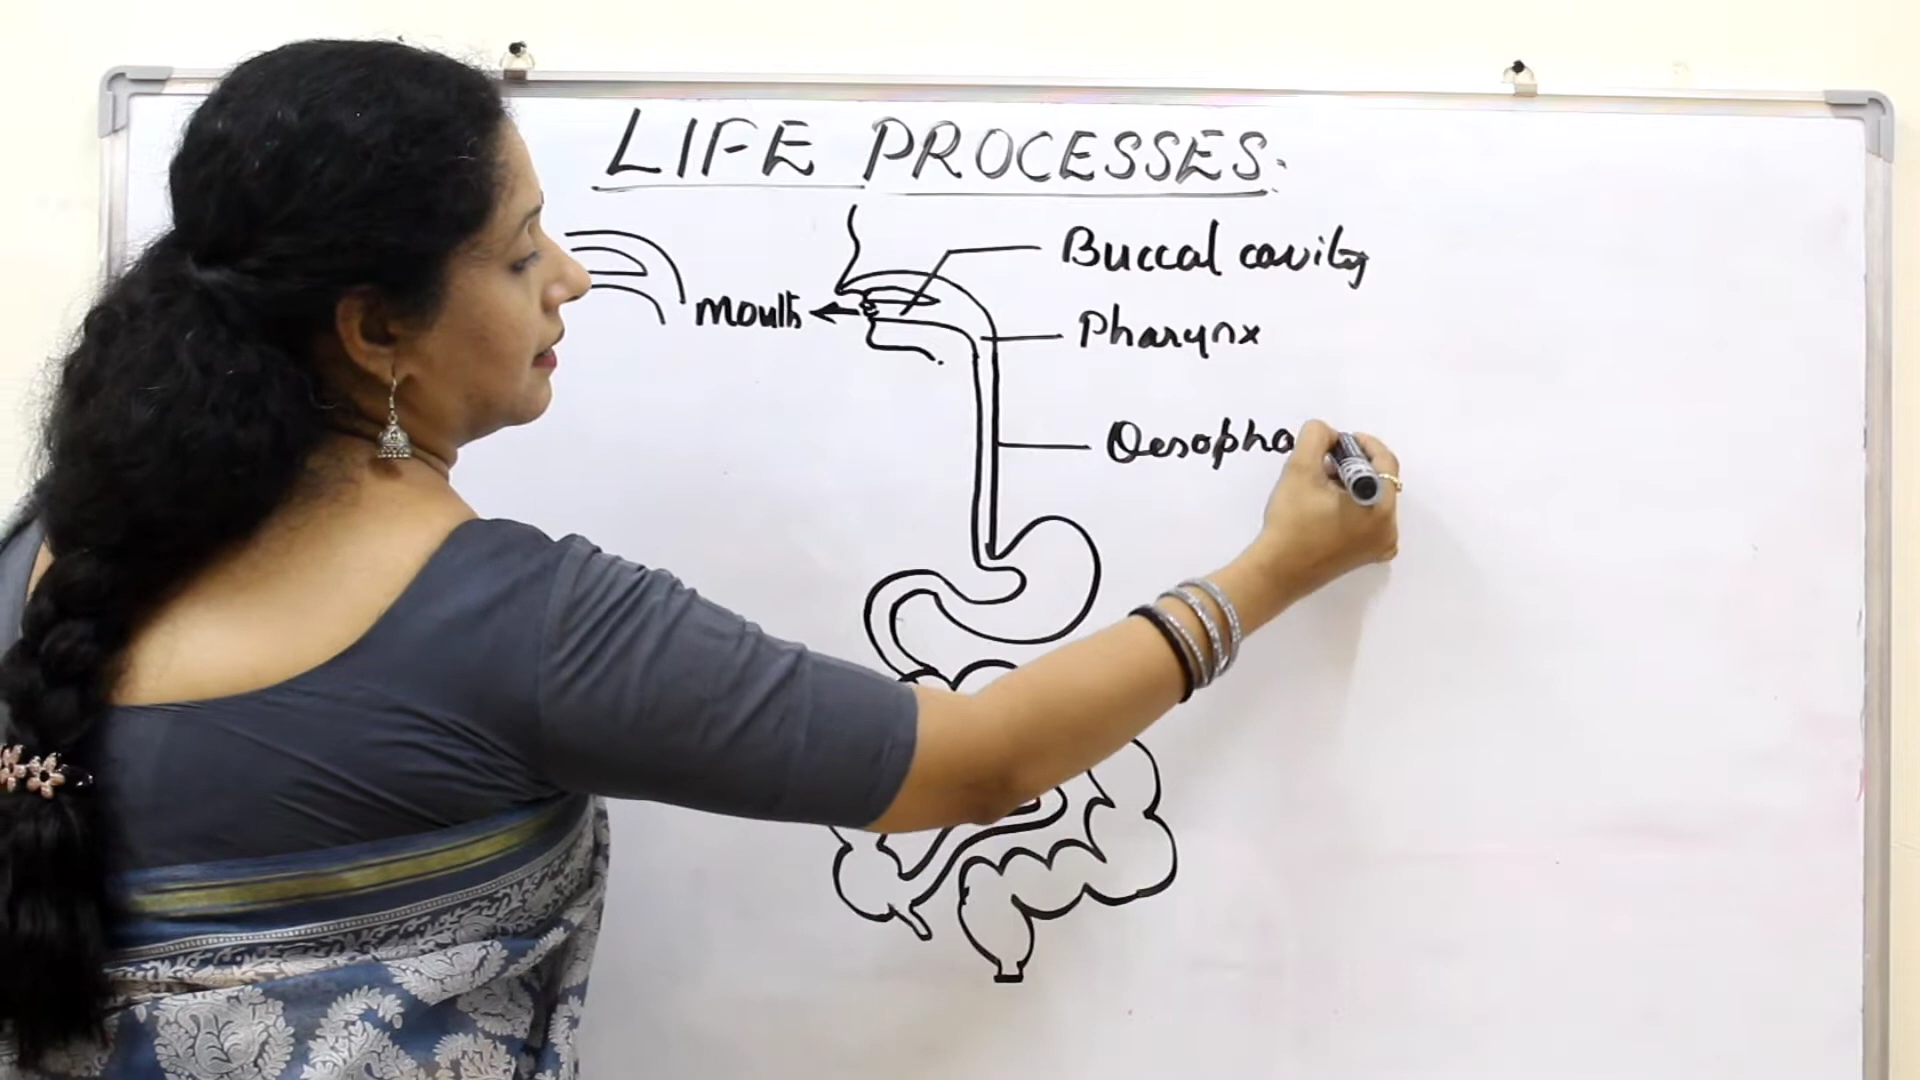 LIFE PROCESSES:
Buccal cavity
Mouth
Pharynx
Oesopha